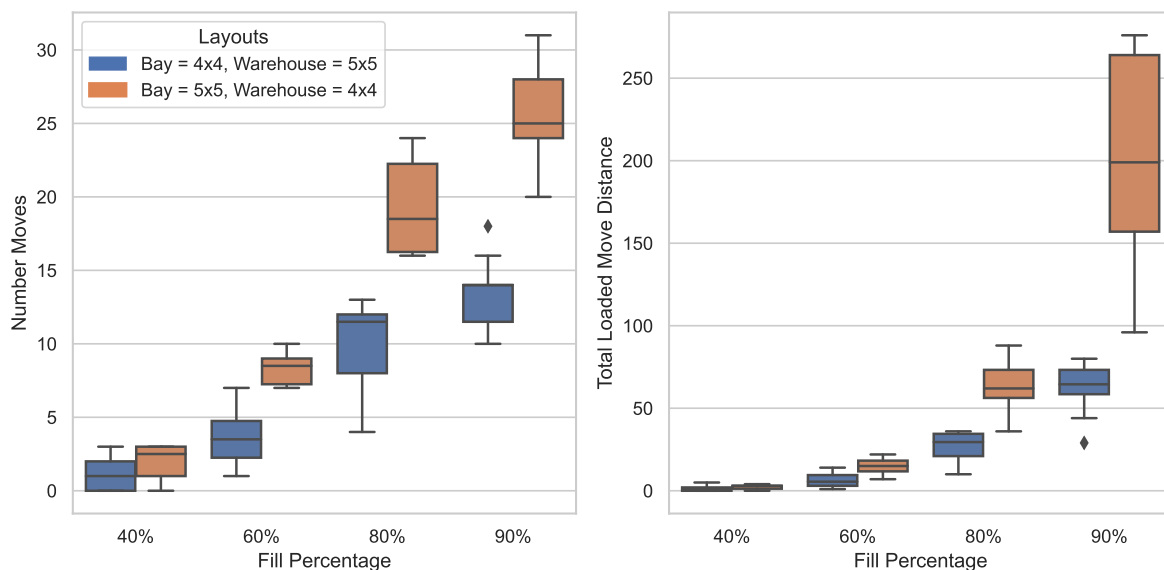 Number Moves
30
25
20
15
10
5
0
Layouts
Bay = 4x4, Warehouse = 5x5
Bay = 5x5, Warehouse = 4x4
40% 60% 80% 90%
Fill Percentage
Total Loaded Move Distance
250
200
150
100
50
0
40% 60% 80% 90%
Fill Percentage